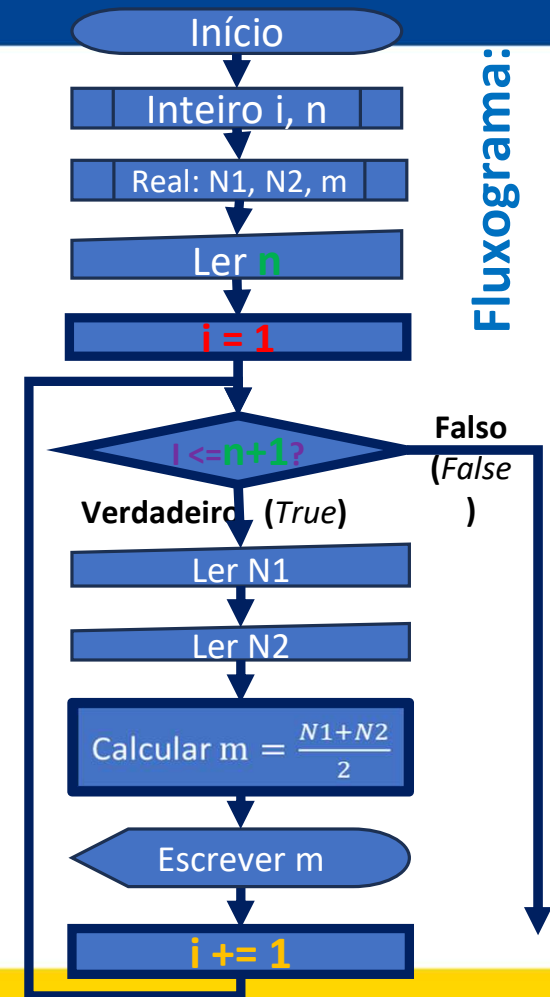 Fluxograma:
Início
Inteiro i, n
Real: N1, N2, m
Ler n
i = 1
I <=n+1?
Falso
(False
)
Verdadeiro (True)
Ler N1
Ler N2
Calcular m = \frac{N1+N2}{2}
Escrever m
i += 1